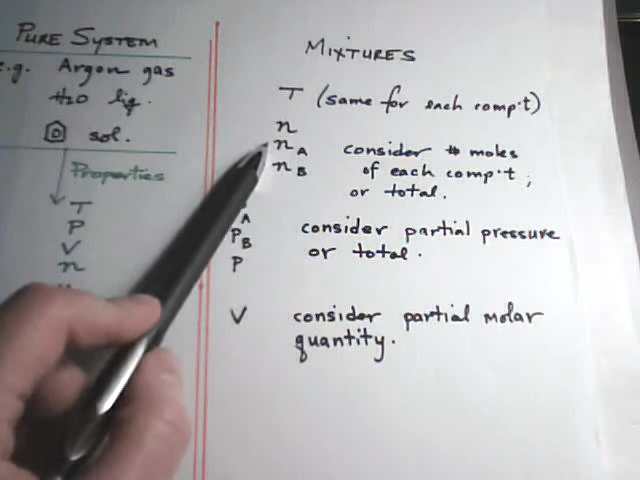 PURE SYSTEM
e.g. Argon gas
H2O liq.
sol.
Properties
T
P
V
n
MIXTURES
T (same for each comp't)
n
nA consider # moles
nB of each comp't;
or total.
A
PB consider partial pressure
P or total.
V consider partial molar
quantity.